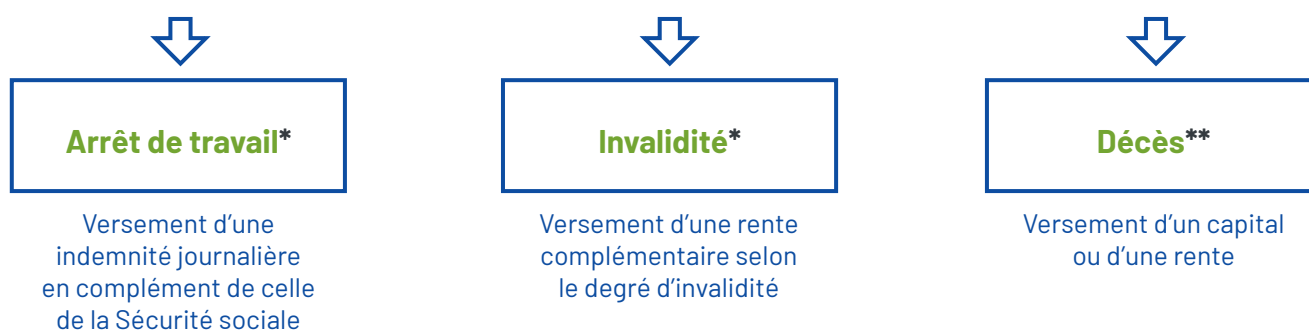 Arrêt de travail*
Versement d’une
indemnité journalière
en complément de celle
de la Sécurité sociale
Invalidité*
Versement d’une rente
complémentaire selon
le degré d’invalidité
Décès**
Versement d’un capital
ou d’une rente